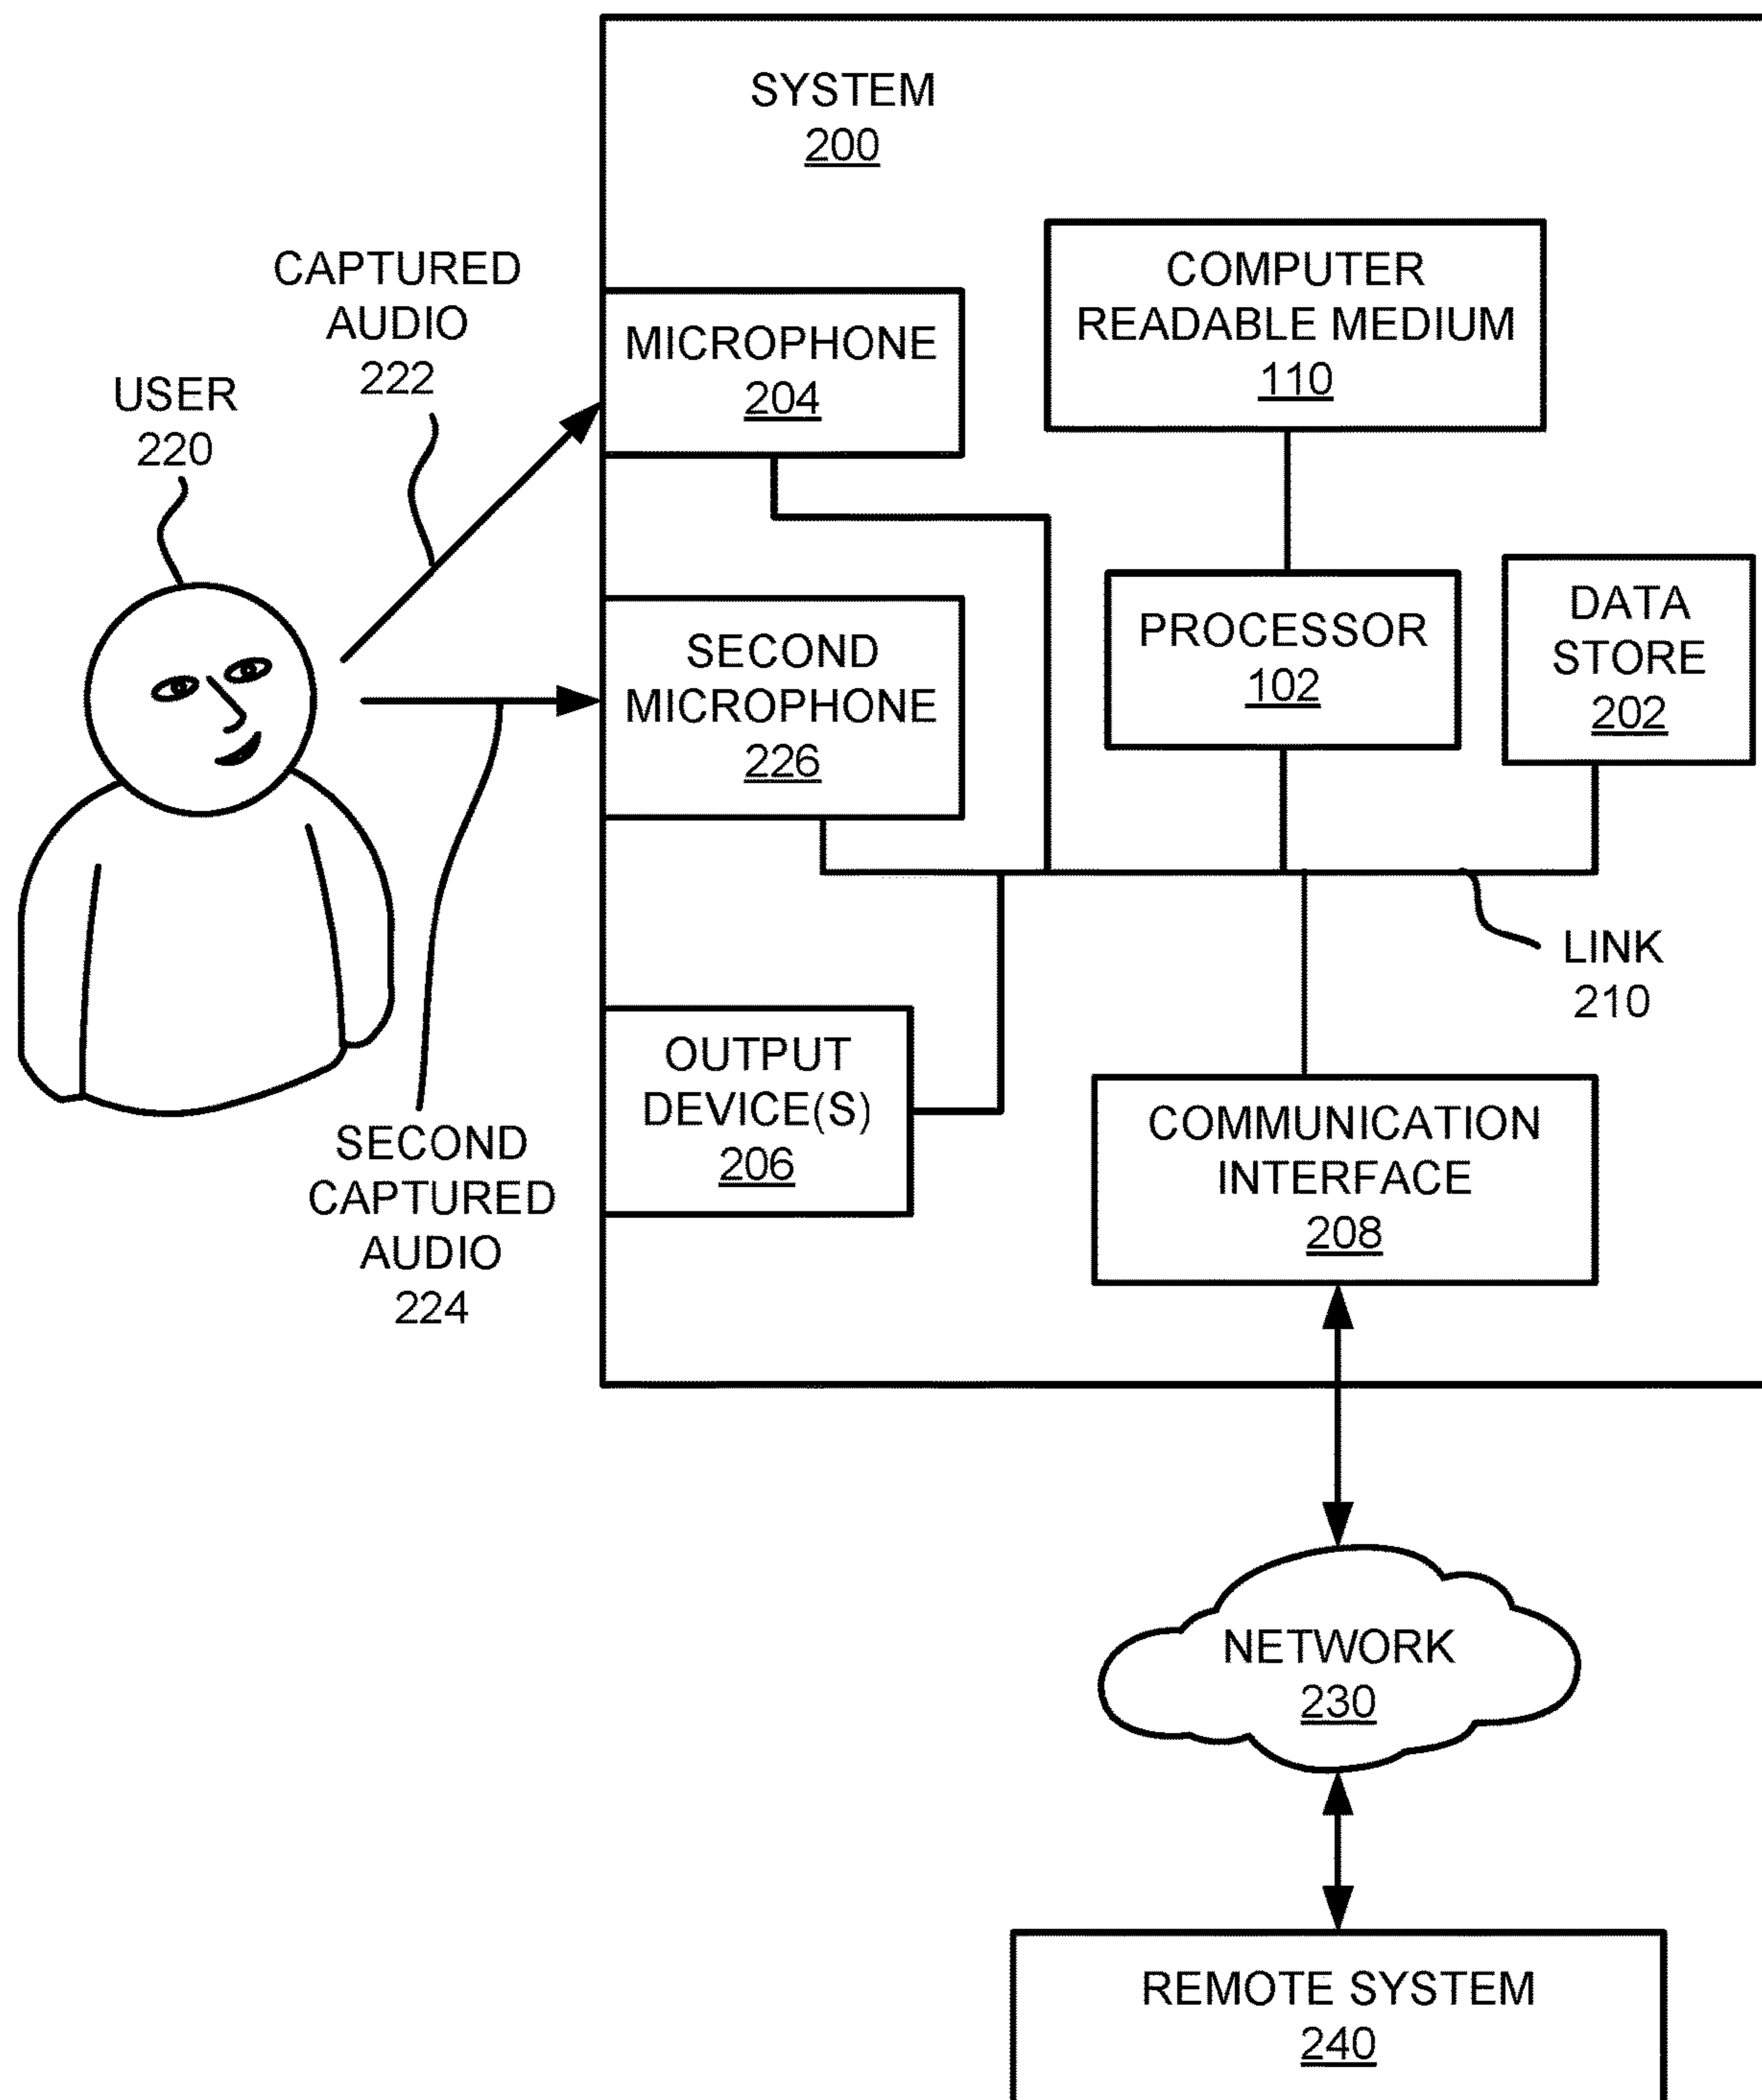 SYSTEM
200
CAPTURED
AUDIO
222
USER
220
MICROPHONE
204
COMPUTER
READABLE MEDIUM
110
SECOND
MICROPHONE
226
PROCESSOR
102
DATA
STORE
202
LINK
210
OUTPUT
DEVICE(S)
206
SECOND
CAPTURED
AUDIO
224
COMMUNICATION
INTERFACE
208
NETWORK
230
REMOTE SYSTEM
240